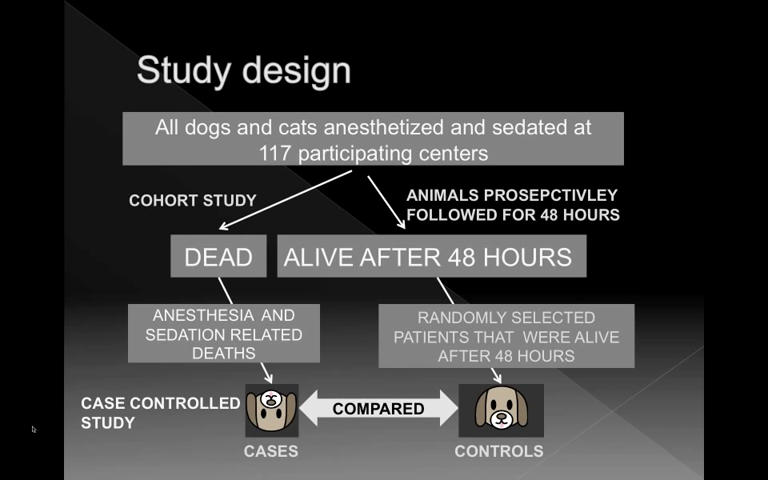 Study design
All dogs and cats anesthetized and sedated at
117 participating centers
COHORT STUDY
ANIMALS PROSEPCTIVLEY
FOLLOWED FOR 48 HOURS
DEAD
ALIVE AFTER 48 HOURS
ANESTHESIA AND
SEDATION RELATED
DEATHS
RANDOMLY SELECTED
PATIENTS THAT WERE ALIVE
AFTER 48 HOURS
CASE CONTROLLED
STUDY
COMPARED
CASES
CONTROLS